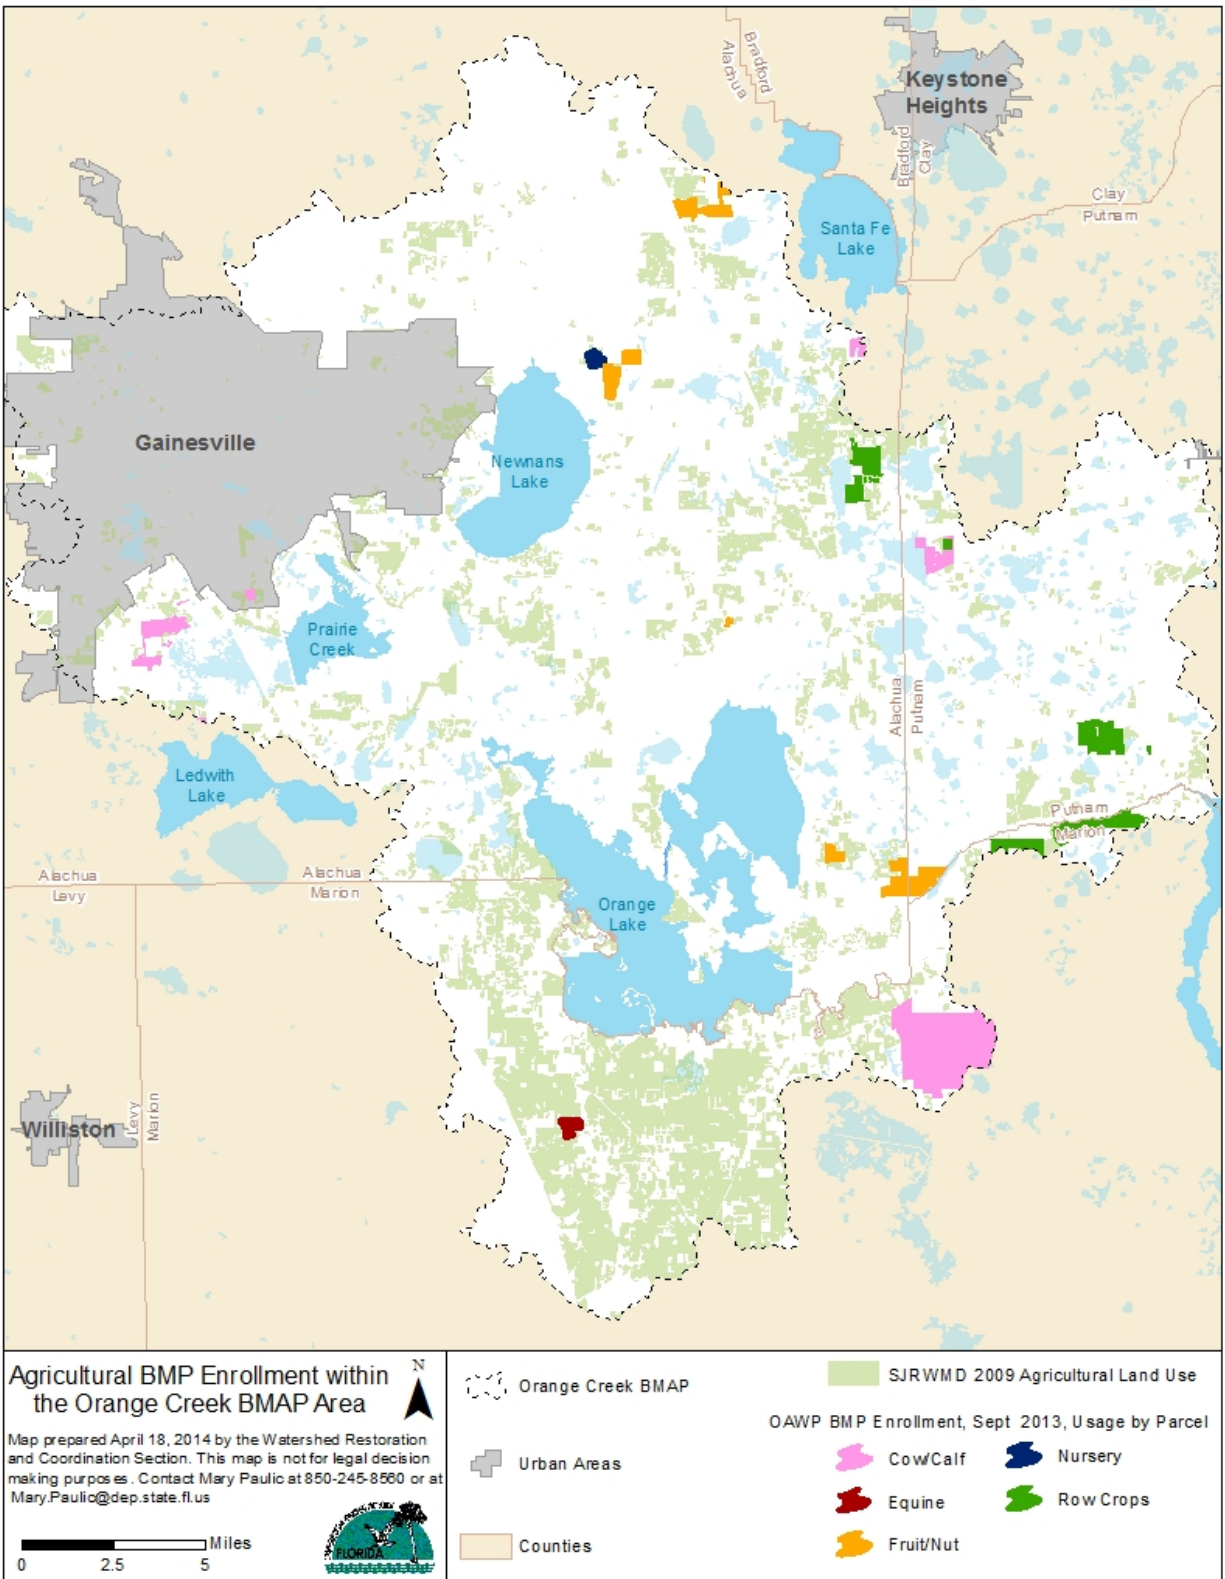 Bradford
Alachua
Keystone
Heights
Bradford
Clay
Clay
Putnam
Santa Fe
Lake
Gainesville
Newnans
Lake
Prairie
Creek
Alachua
Putnam
Ledwith
Lake
Putnam
Marion
Alachua
Levy
Alachua
Marion
Orange
Lake
Williston
Levy
Marion
Agricultural BMP Enrollment within
the Orange Creek BMAP Area
N
Map prepared April 18, 2014 by the Watershed Restoration
and Coordination Section. This map is not for legal decision
making purposes. Contact Mary Paulic at 850-245-8560 or at
Mary.Paulic@dep.state.fl.us
Miles
0 2.5 5
FLORIDA
Orange Creek BMAP
Urban Areas
Counties
SJRWMD 2009 Agricultural Land Use
OAWP BMP Enrollment, Sept 2013, Usage by Parcel
Cow/Calf
Nursery
Equine
Row Crops
Fruit/Nut